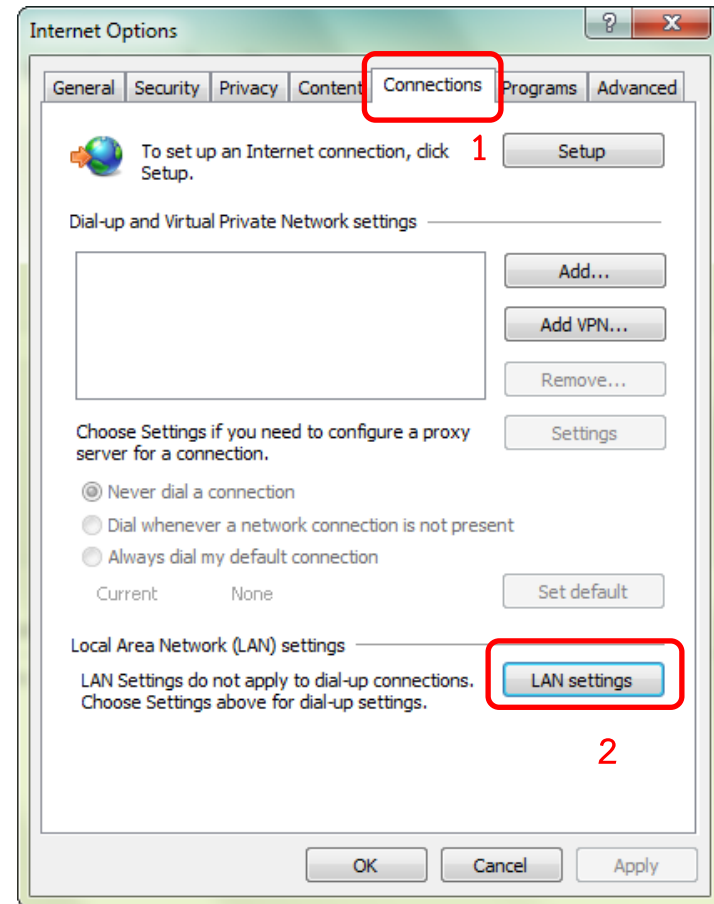 Internet Options
General Security Privacy Content Connections Programs Advanced
1
To set up an Internet connection, click Setup.
Setup
Dial-up and Virtual Private Network settings
Add...
Add VPN...
Remove...
Choose Settings if you need to configure a proxy
server for a connection.
Settings
Never dial a connection
Dial whenever a network connection is not present
Always dial my default connection
Current None
Set default
Local Area Network (LAN) settings
LAN Settings do not apply to dial-up connections.
Choose Settings above for dial-up settings.
LAN settings
2
OK Cancel Apply